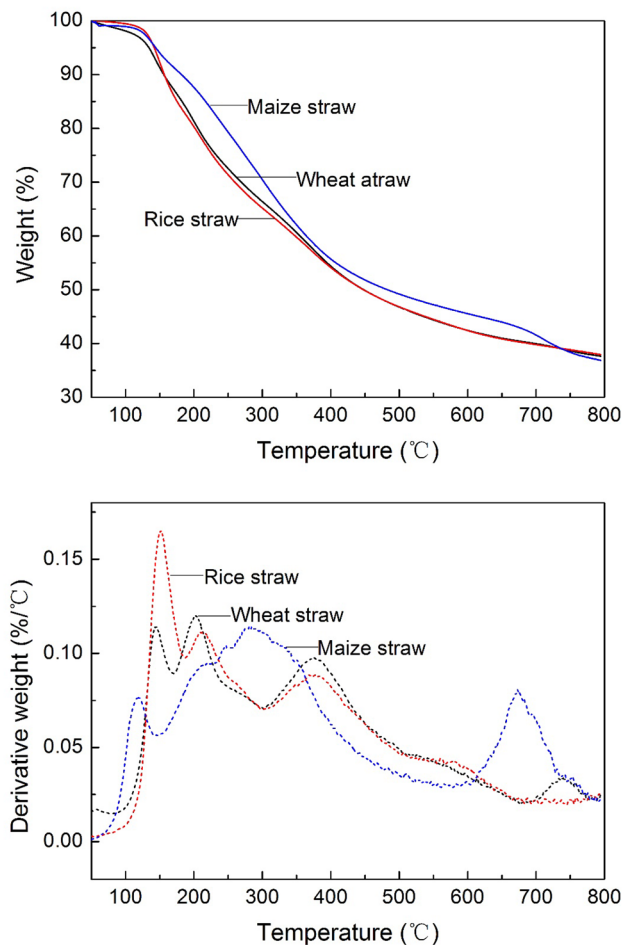 100
90
80
70
60
50
40
30
Weight (%)
Maize straw
Wheat atraw
Rice straw
100 200 300 400 500 600 700 800
Temperature (℃)
0.15
0.10
0.05
0.00
Derivative weight (%/℃)
Rice straw
Wheat straw
Maize straw
100 200 300 400 500 600 700 800
Temperature (℃)